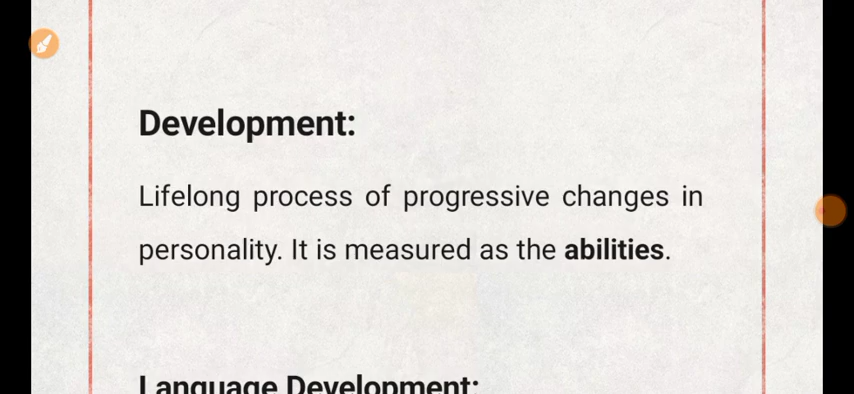 Development:
Lifelong process of progressive changes in
personality. It is measured as the abilities.
Language Development: